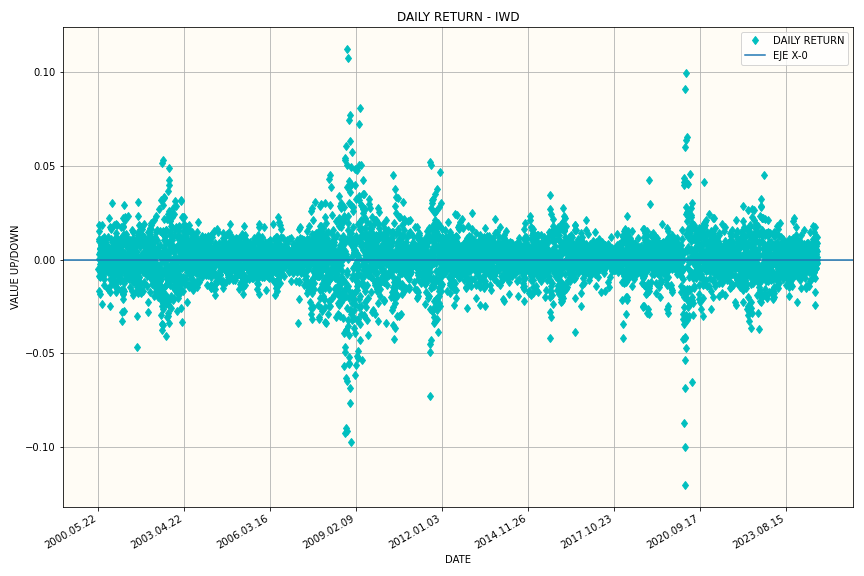 DAILY RETURN - IWD
DAILY RETURN
EJE X-0
0.10
0.05
0.00
−0.05
−0.10
VALUE UP/DOWN
2000.05.22
2003.04.22
2006.03.16
2009.02.09
2012.01.03
2014.11.26
2017.10.23
2020.09.17
2023.08.15
DATE